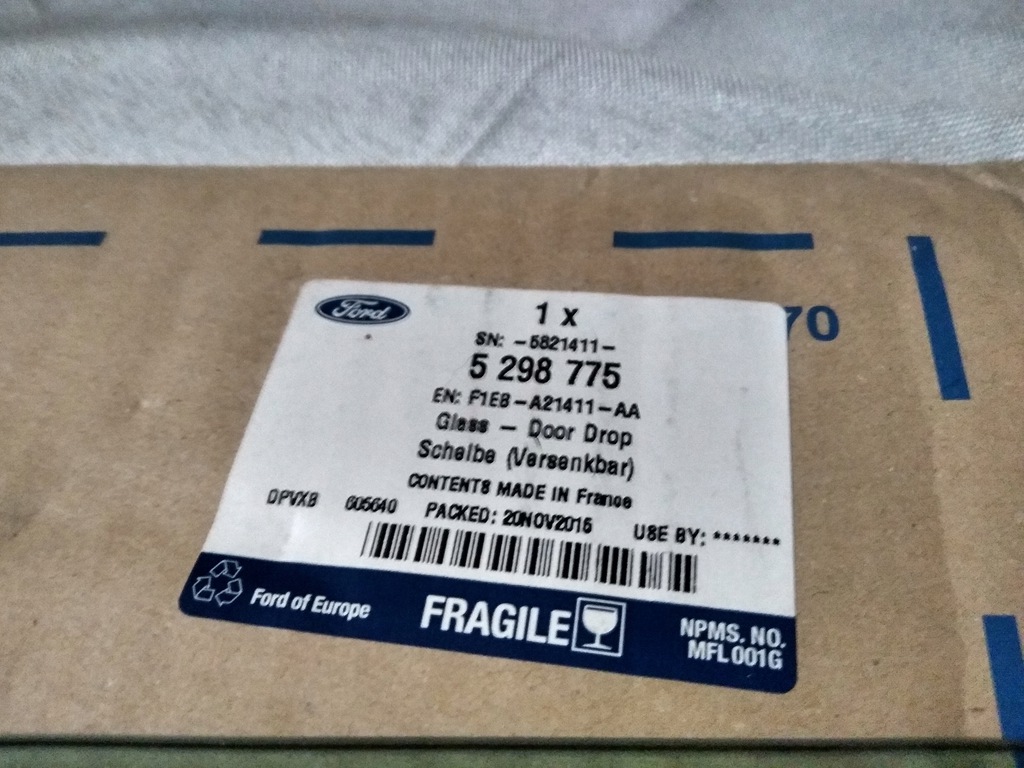 Ford
1 x
70
SN: -5821411-
5 298 775
EN: F1EB-A21411-AA
Glass - Door Drop
Scheibe (Versenkbar)
CONTENTS MADE IN France
DPVXB 605640 PACKED: 20NOV2015 USE BY: *******
Ford of Europe
FRAGILE
NPMS. NO.
MFL001G